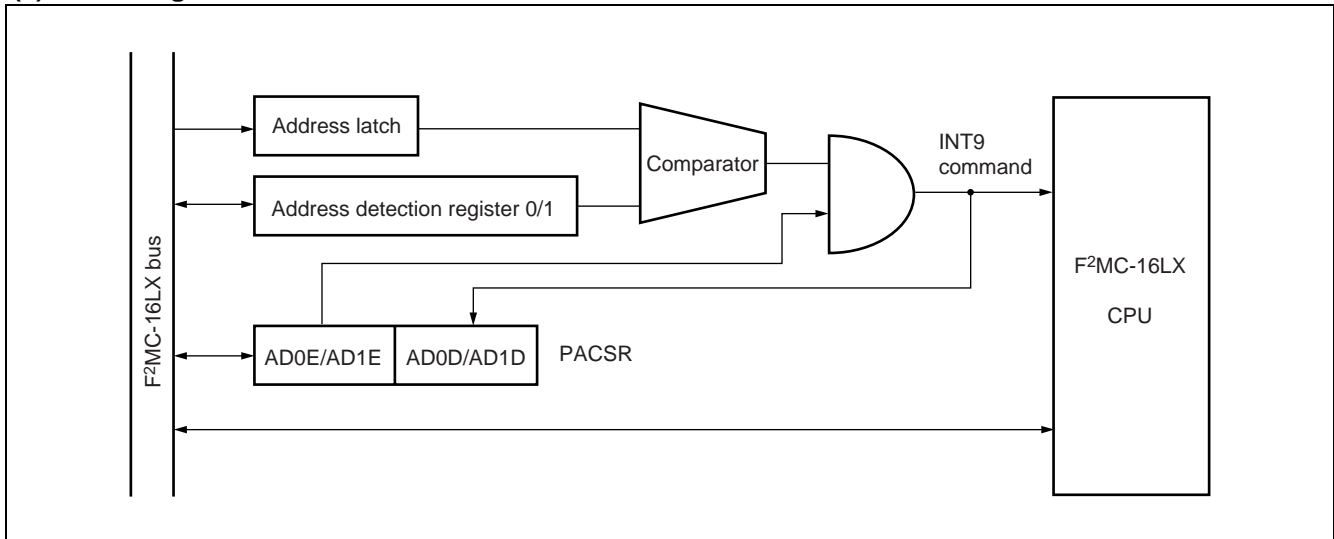 Address latch
Comparator
INT9
command
Address detection register 0/1
F²MC-16LX bus
F²MC-16LX
CPU
AD0E/AD1E
AD0D/AD1D
PACSR